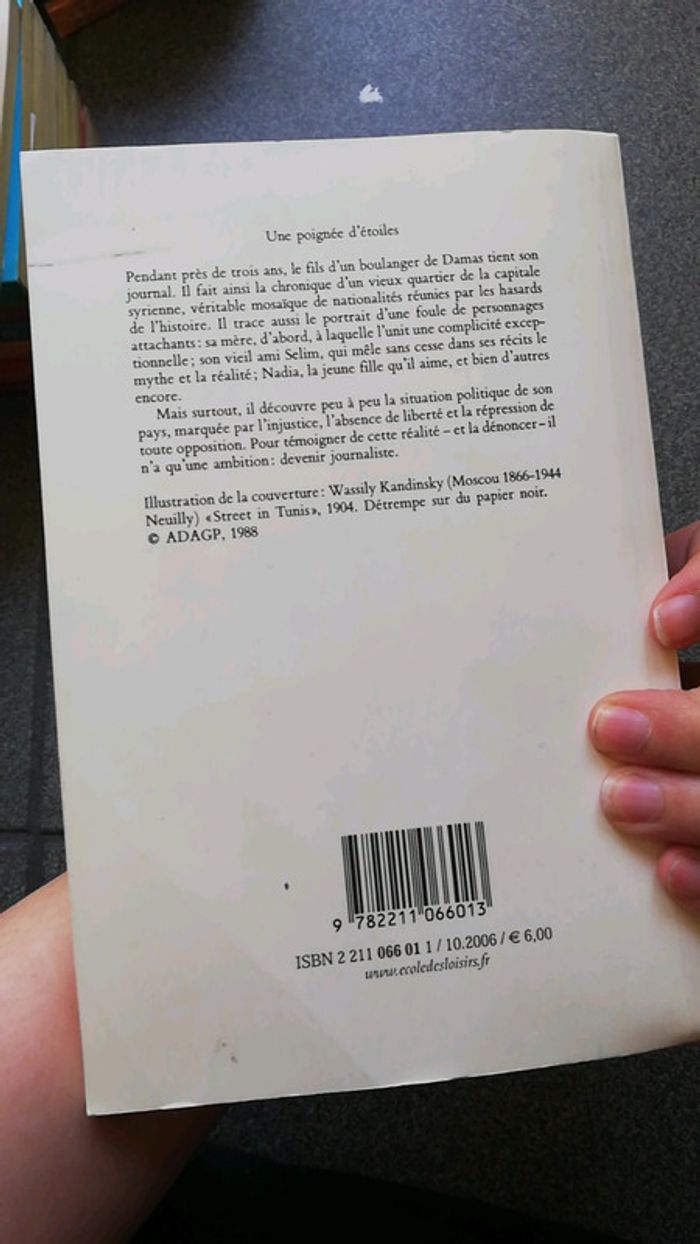 Une poignée d'étoiles
Pendant près de trois ans, le fils d'un boulanger de Damas tient son
journal. Il fait ainsi la chronique d'un vieux quartier de la capitale
syrienne, véritable mosaïque de nationalités réunies par les hasards
de l'histoire. Il trace aussi le portrait d'une foule de personnages
attachants : sa mère, d'abord, à laquelle l'unit une complicité excep-
tionnelle ; son vieil ami Selim, qui mêle sans cesse dans ses récits le
mythe et la réalité ; Nadia, la jeune fille qu'il aime, et bien d'autres
encore.
Mais surtout, il découvre peu à peu la situation politique de son
pays, marquée par l'injustice, l'absence de liberté et la répression de
toute opposition. Pour témoigner de cette réalité – et la dénoncer – il
n'a qu'une ambition : devenir journaliste.
Illustration de la couverture : Wassily Kandinsky (Moscou 1866-1944
Neuilly) «Street in Tunis», 1904. Détrempe sur du papier noir.
© ADAGP, 1988
9 782211 066013
ISBN 2 211 066 01 1 / 10.2006 / € 6,00
www.ecoledesloisirs.fr